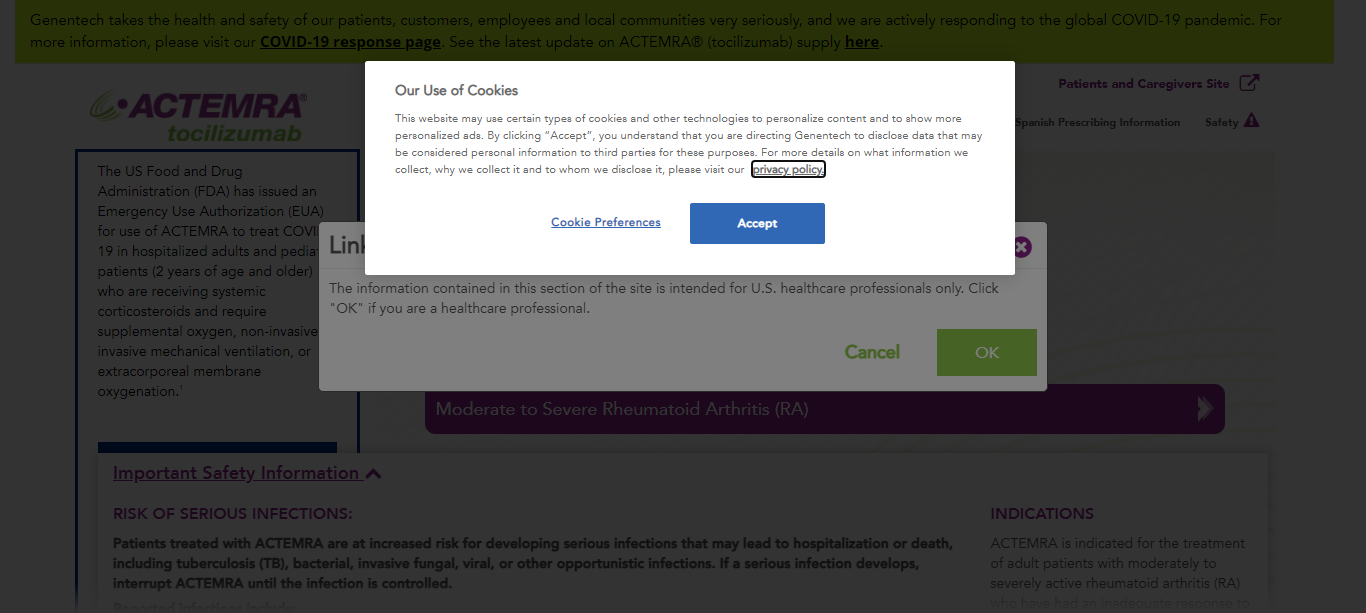 Genentech takes the health and safety of our patients, customers, employees and local communities very seriously, and we are actively responding to the global COVID-19 pandemic. For
more information, please visit our COVID-19 response page. See the latest update on ACTEMRA® (tocilizumab) supply here.
Patients and Caregivers Site
ACTEMRA®
tocilizumab
Spanish Prescribing Information
Safety
Our Use of Cookies
This website may use certain types of cookies and other technologies to personalize content and to show more
personalized ads. By clicking “Accept”, you understand that you are directing Genentech to disclose data that may
be considered personal information to third parties for these purposes. For more details on what information we
collect, why we collect it and to whom we disclose it, please visit our privacy policy.
Cookie Preferences
Accept
The US Food and Drug
Administration (FDA) has issued an
Emergency Use Authorization (EUA)
for use of ACTEMRA to treat COVI
19 in hospitalized adults and pedia
patients (2 years of age and older)
who are receiving systemic
corticosteroids and require
supplemental oxygen, non-invasive
invasive mechanical ventilation, or
extracorporeal membrane
oxygenation.¹
Link
The information contained in this section of the site is intended for U.S. healthcare professionals only. Click
"OK" if you are a healthcare professional.
Cancel
OK
Moderate to Severe Rheumatoid Arthritis (RA)
Important Safety Information
RISK OF SERIOUS INFECTIONS:
Patients treated with ACTEMRA are at increased risk for developing serious infections that may lead to hospitalization or death,
including tuberculosis (TB), bacterial, invasive fungal, viral, or other opportunistic infections. If a serious infection develops,
interrupt ACTEMRA until the infection is controlled.
Reported infections include:
INDICATIONS
ACTEMRA is indicated for the treatment
of adult patients with moderately to
severely active rheumatoid arthritis (RA)
who have had an inadequate response to